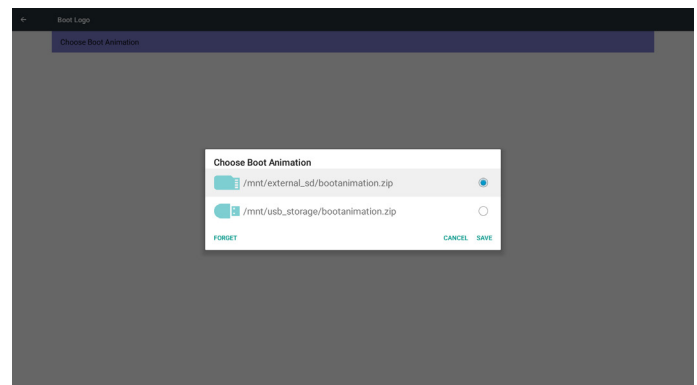 Boot Logo
Choose Boot Animation
Choose Boot Animation
/mnt/external_sd/bootanimation.zip
/mnt/usb_storage/bootanimation.zip
FORGET CANCEL SAVE